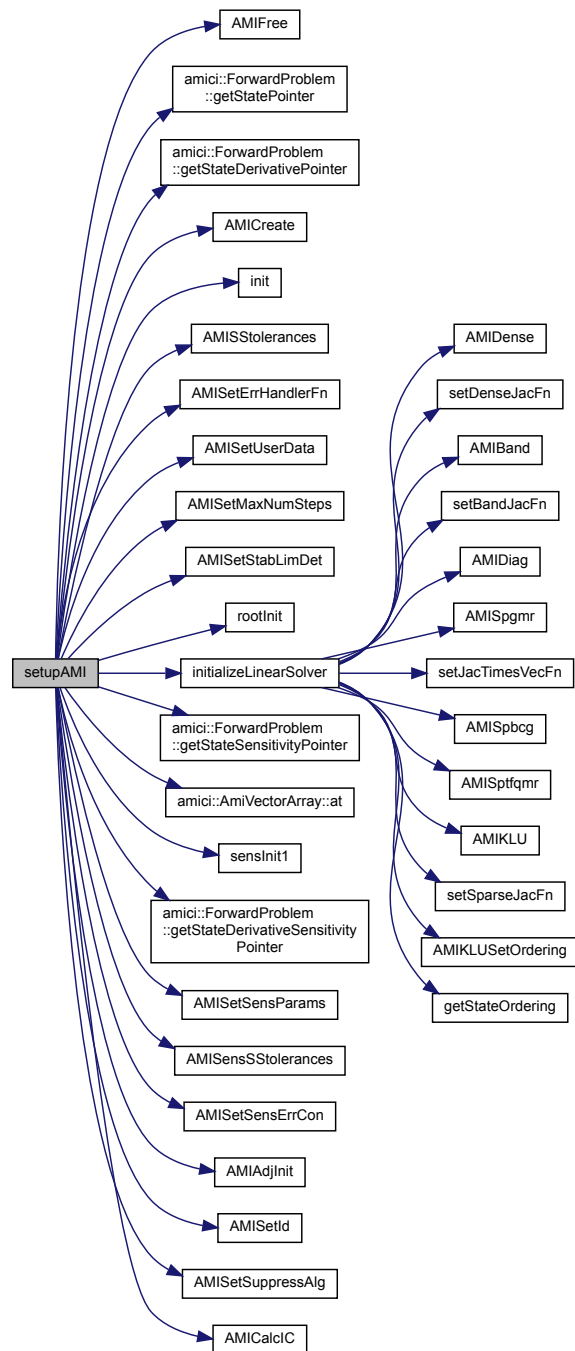 setupAMI
AMIFree
amici::ForwardProblem
::getStatePointer
amici::ForwardProblem
::getStateDerivativePointer
AMICreate
init
AMISStolerances
AMISetErrHandlerFn
AMISetUserData
AMISetMaxNumSteps
AMISetStabLimDet
rootInit
initializeLinearSolver
amici::ForwardProblem
::getStateSensitivityPointer
amici::AmiVectorArray::at
sensInit1
amici::ForwardProblem
::getStateDerivativeSensitivity
Pointer
AMISetSensParams
AMISensSStolerances
AMISetSensErrCon
AMIAdjInit
AMISetId
AMISetSuppressAlg
AMICalcIC
AMIDense
setDenseJacFn
AMIBand
setBandJacFn
AMIDiag
AMISpgmr
setJacTimesVecFn
AMISpbcg
AMISptfqmr
AMIKLU
setSparseJacFn
AMIKLUSetOrdering
getStateOrdering